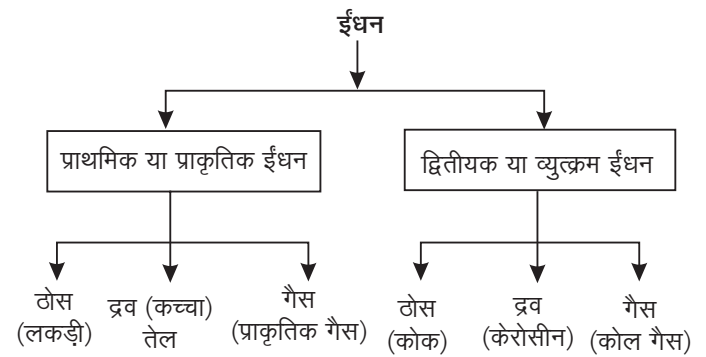 ईंधन
प्राथमिक या प्राकृतिक ईंधन
द्वितीयक या व्युत्क्रम ईंधन
ठोस
(लकड़ी)
द्रव (कच्चा)
तेल
गैस
(प्राकृतिक गैस)
ठोस
(कोक)
द्रव
(केरोसीन)
गैस
(कोल गैस)